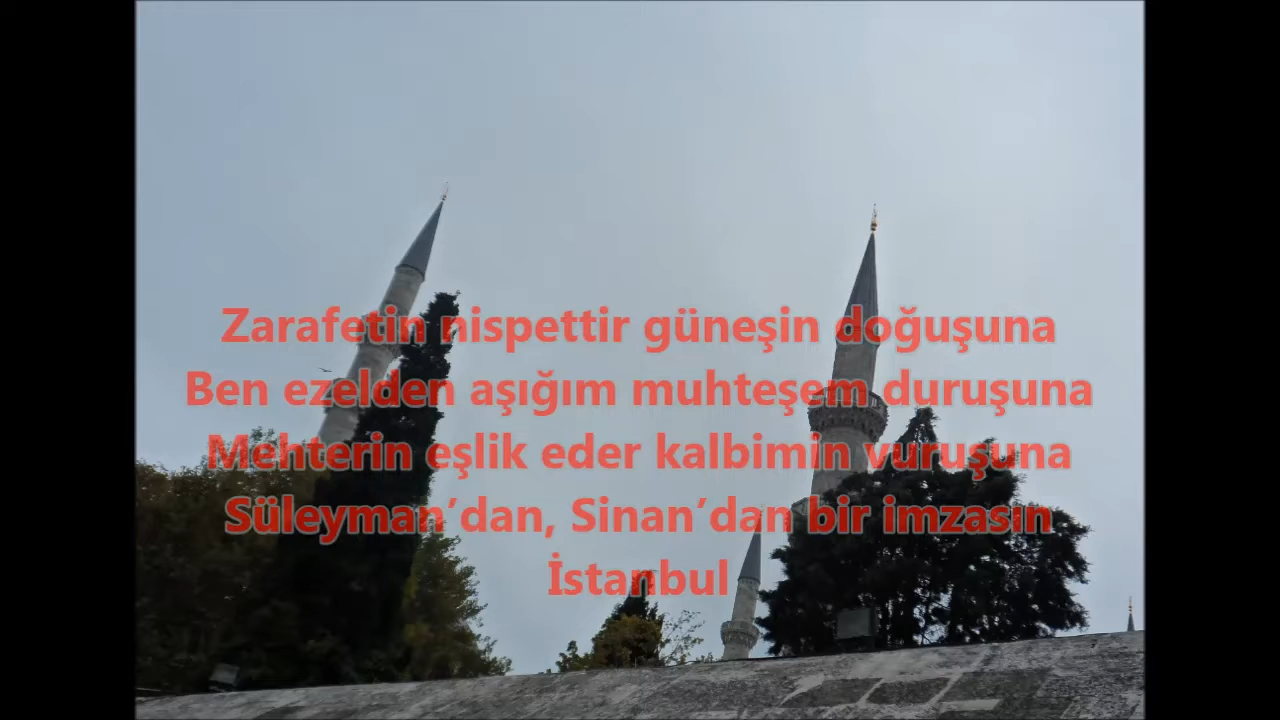 Zarafetin nispettir güneşin doğuşuna
Ben ezelden aşığım muhteşem duruşuna
Mehterin eşlik eder kalbimin vuruşuna
Süleyman’dan, Sinan’dan bir imzasın
İstanbul